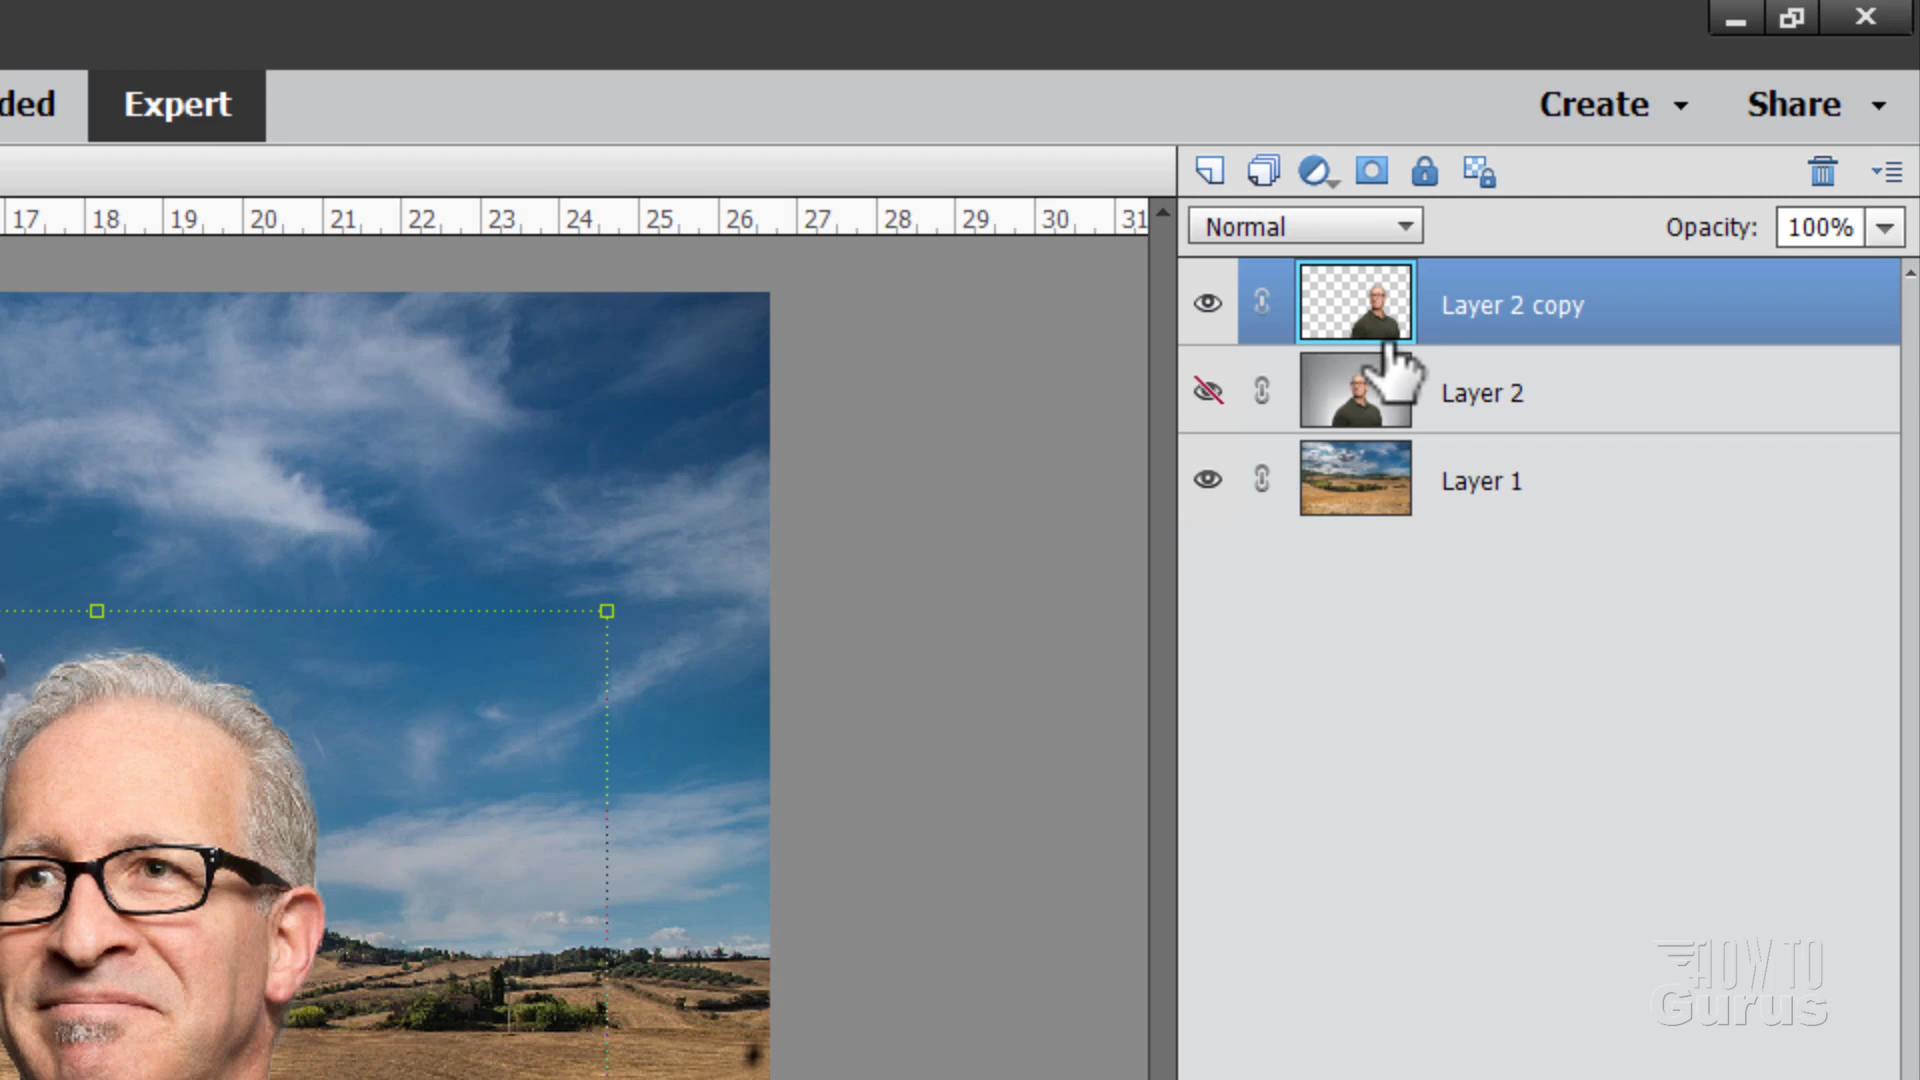 ded Expert Create Share
17 18 19 20 21 22 23 24 25 26 27 28 29 30 31
Normal Opacity: 100%
Layer 2 copy
Layer 2
Layer 1
HOW TO
Gurus